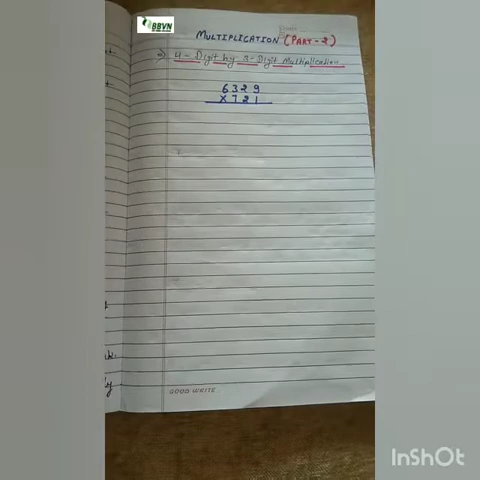 BBVN
MULTIPLICATION (PART-2)
4-Digit by 3-Digit Multiplication
6329
x 721
GOOD WRITE
InShOt